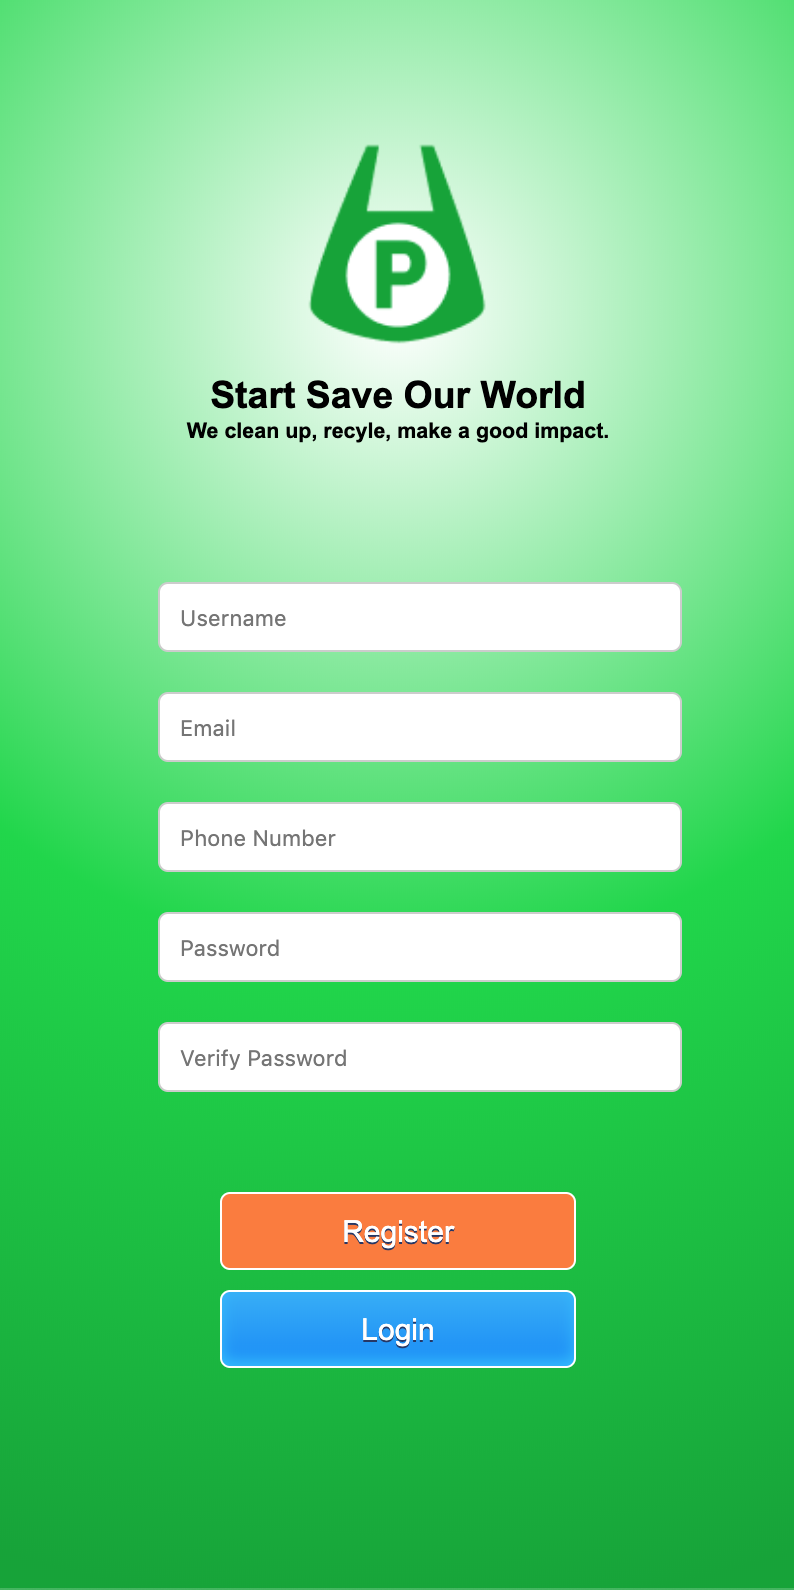 P
Start Save Our World
We clean up, recyle, make a good impact.
Username
Email
Phone Number
Password
Verify Password
Register
Login